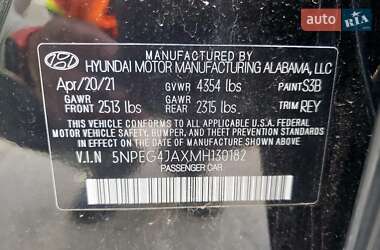 auto RIA.com
MANUFACTURED BY
HYUNDAI MOTOR MANUFACTURING ALABAMA, LLC
Apr/20/21 GVWR 4354 lbs PAINT S3B
GAWR GAWR
FRONT 2513 lbs REAR 2315 lbs TRIM REY
THIS VEHICLE CONFORMS TO ALL APPLICABLE U.S. FEDERAL
MOTOR VEHICLE SAFETY, BUMPER, AND THEFT PREVENTION STANDARDS
IN EFFECT ON THE DATE OF MANUFACTURE SHOWN ABOVE.
V.I.N 5NPEG4JAXMH130182
PASSENGER CAR